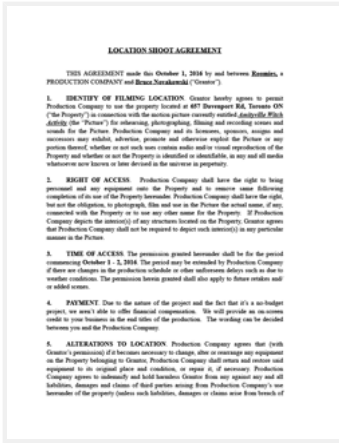 LOCATION SHOOT AGREEMENT
THIS AGREEMENT made this October 1, 2016 by and between Roomies, a
PRODUCTION COMPANY and Bruce Novakowski ("Grantor").
1. IDENTITY OF FILMING LOCATION. Grantor hereby agrees to permit
Production Company to use the property located at 657 Davenport Rd, Toronto ON
("the Property") in connection with the motion picture currently entitled Amityville Witch
Activity (the "Picture") for rehearsing, photographing, filming and recording scenes and
sounds for the Picture. Production Company and its licensees, sponsors, assigns and
successors may exhibit, advertise, promote and otherwise exploit the Picture or any
portion thereof, whether or not such uses contain audio and/or visual reproduction of the
Property and whether or not the Property is identified or identifiable, in any and all media
whatsoever now known or later devised in the universe in perpetuity.
2. RIGHT OF ACCESS. Production Company shall have the right to bring
personnel and any equipment onto the Property and to remove same following
completion of its use of the Property hereunder. Production Company shall have the right,
but not the obligation, to photograph, film and use in the Picture the actual name, if any,
connected with the Property or to use any other name for the Property. If Production
Company depicts the interior(s) of any structures located on the Property, Grantor agrees
that Production Company shall not be required to depict such interior(s) in any particular
manner in the Picture.
3. TIME OF ACCESS. The permission granted hereunder shall be for the period
commencing October 1 - 2, 2016. The period may be extended by Production Company
if there are changes in the production schedule or other unforeseen delays such as due to
weather conditions. The permission herein granted shall also apply to future retakes and/
or added scenes.
4. PAYMENT. Due to the nature of the project and the fact that it's a no-budget
project, we aren't able to offer financial compensation. We will provide an on-screen
credit to your business in the end titles of the production. The wording can be decided
between you and the Production Company.
5. ALTERATIONS TO LOCATION. Production Company agrees that (with
Grantor's permission) if it becomes necessary to change, alter or rearrange any equipment
on the Property belonging to Grantor, Production Company shall return and restore said
equipment to its original place and condition, or repair it, if necessary. Production
Company agrees to indemnify and hold harmless Grantor from any against any and all
liabilities, damages and claims of third parties arising from Production Company's use
hereunder of the property (unless such liabilities, damages or claims arise from breach of